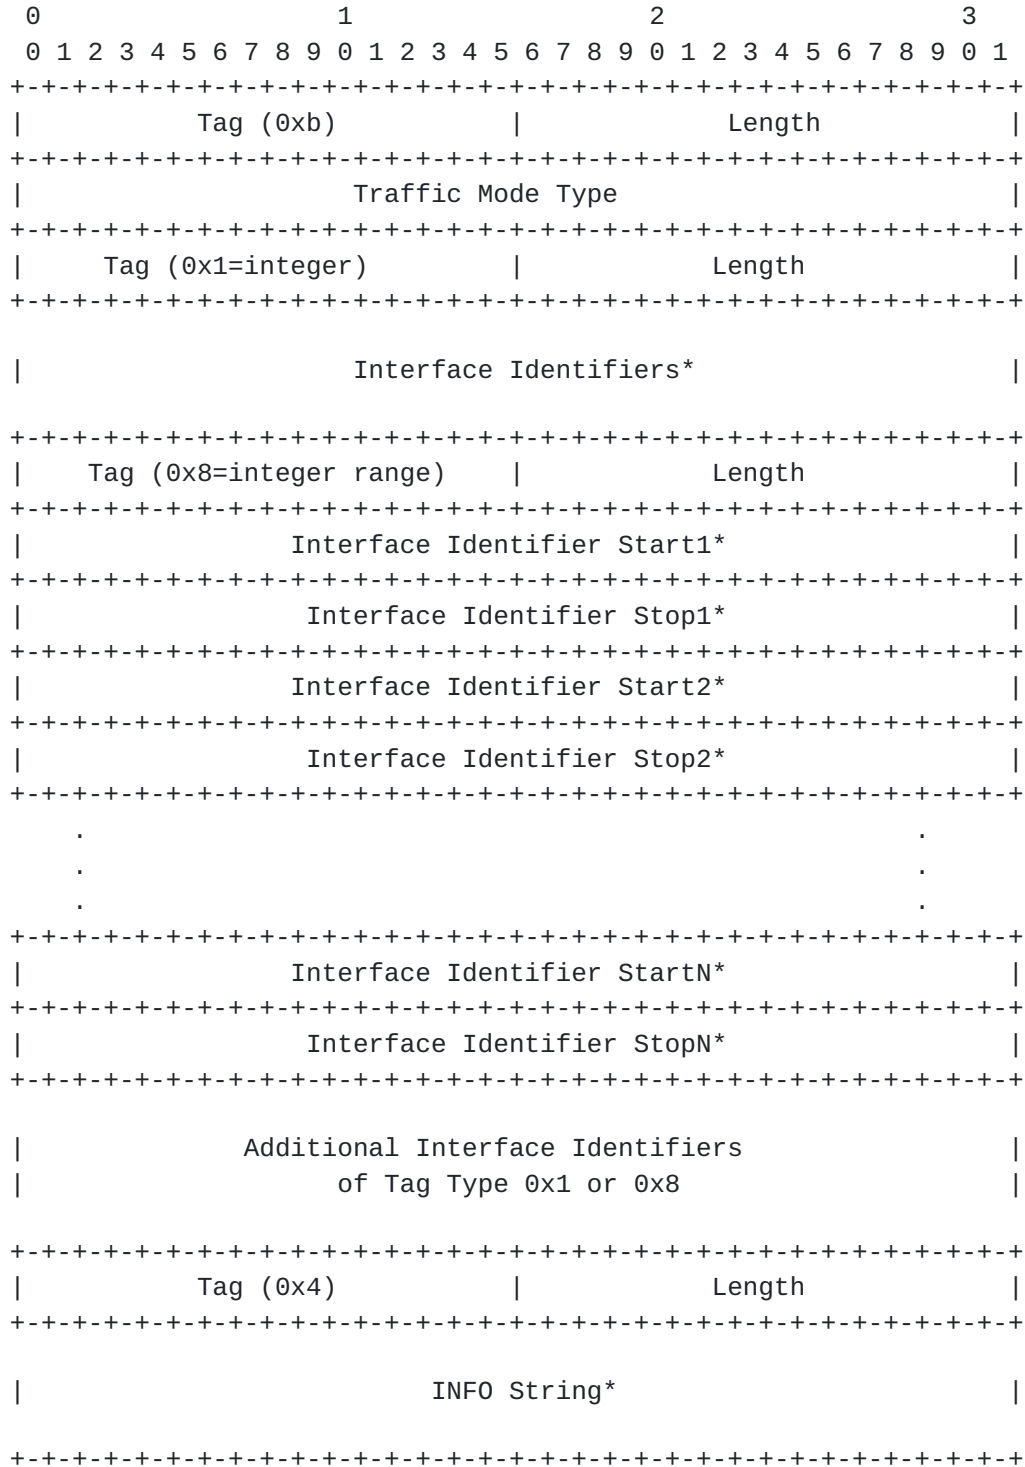 0                   1                   2                   3
 0 1 2 3 4 5 6 7 8 9 0 1 2 3 4 5 6 7 8 9 0 1 2 3 4 5 6 7 8 9 0 1
+-+-+-+-+-+-+-+-+-+-+-+-+-+-+-+-+-+-+-+-+-+-+-+-+-+-+-+-+-+-+-+-+
|           Tag (0xb)           |             Length            |
+-+-+-+-+-+-+-+-+-+-+-+-+-+-+-+-+-+-+-+-+-+-+-+-+-+-+-+-+-+-+-+-+
|                     Traffic Mode Type                         |
+-+-+-+-+-+-+-+-+-+-+-+-+-+-+-+-+-+-+-+-+-+-+-+-+-+-+-+-+-+-+-+-+
|     Tag (0x1=integer)         |            Length             |
+-+-+-+-+-+-+-+-+-+-+-+-+-+-+-+-+-+-+-+-+-+-+-+-+-+-+-+-+-+-+-+-+

|                     Interface Identifiers*                    |

+-+-+-+-+-+-+-+-+-+-+-+-+-+-+-+-+-+-+-+-+-+-+-+-+-+-+-+-+-+-+-+-+
|    Tag (0x8=integer range)    |            Length             |
+-+-+-+-+-+-+-+-+-+-+-+-+-+-+-+-+-+-+-+-+-+-+-+-+-+-+-+-+-+-+-+-+
|                 Interface Identifier Start1*                  |
+-+-+-+-+-+-+-+-+-+-+-+-+-+-+-+-+-+-+-+-+-+-+-+-+-+-+-+-+-+-+-+-+
|                  Interface Identifier Stop1*                  |
+-+-+-+-+-+-+-+-+-+-+-+-+-+-+-+-+-+-+-+-+-+-+-+-+-+-+-+-+-+-+-+-+
|                 Interface Identifier Start2*                  |
+-+-+-+-+-+-+-+-+-+-+-+-+-+-+-+-+-+-+-+-+-+-+-+-+-+-+-+-+-+-+-+-+
|                  Interface Identifier Stop2*                  |
+-+-+-+-+-+-+-+-+-+-+-+-+-+-+-+-+-+-+-+-+-+-+-+-+-+-+-+-+-+-+-+-+
    .                                                     .
    .                                                     .
    .                                                     .
+-+-+-+-+-+-+-+-+-+-+-+-+-+-+-+-+-+-+-+-+-+-+-+-+-+-+-+-+-+-+-+-+
|                 Interface Identifier StartN*                  |
+-+-+-+-+-+-+-+-+-+-+-+-+-+-+-+-+-+-+-+-+-+-+-+-+-+-+-+-+-+-+-+-+
|                  Interface Identifier StopN*                  |
+-+-+-+-+-+-+-+-+-+-+-+-+-+-+-+-+-+-+-+-+-+-+-+-+-+-+-+-+-+-+-+-+

|              Additional Interface Identifiers                 |
|                    of Tag Type 0x1 or 0x8                     |

+-+-+-+-+-+-+-+-+-+-+-+-+-+-+-+-+-+-+-+-+-+-+-+-+-+-+-+-+-+-+-+-+
|           Tag (0x4)           |            Length             |
+-+-+-+-+-+-+-+-+-+-+-+-+-+-+-+-+-+-+-+-+-+-+-+-+-+-+-+-+-+-+-+-+

|                          INFO String*                         |

+-+-+-+-+-+-+-+-+-+-+-+-+-+-+-+-+-+-+-+-+-+-+-+-+-+-+-+-+-+-+-+-+